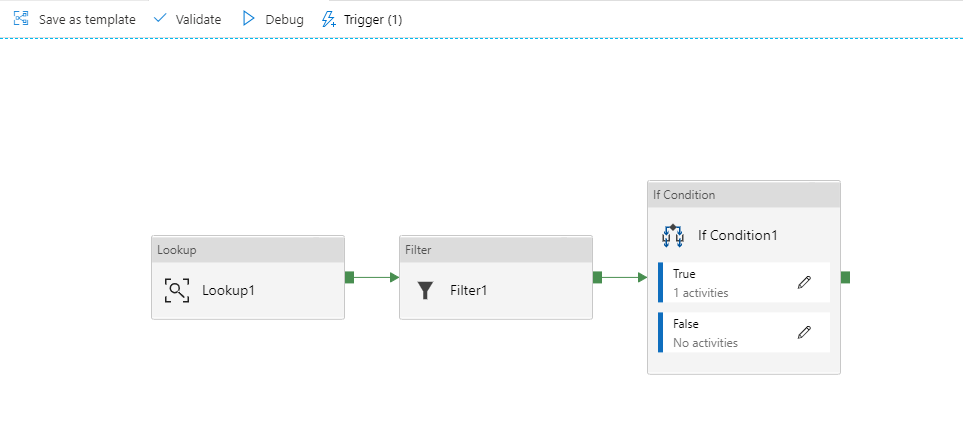 Save as template Validate Debug Trigger (1)
Lookup
Lookup1
Filter
Filter1
If Condition
If Condition1
True
1 activities
False
No activities